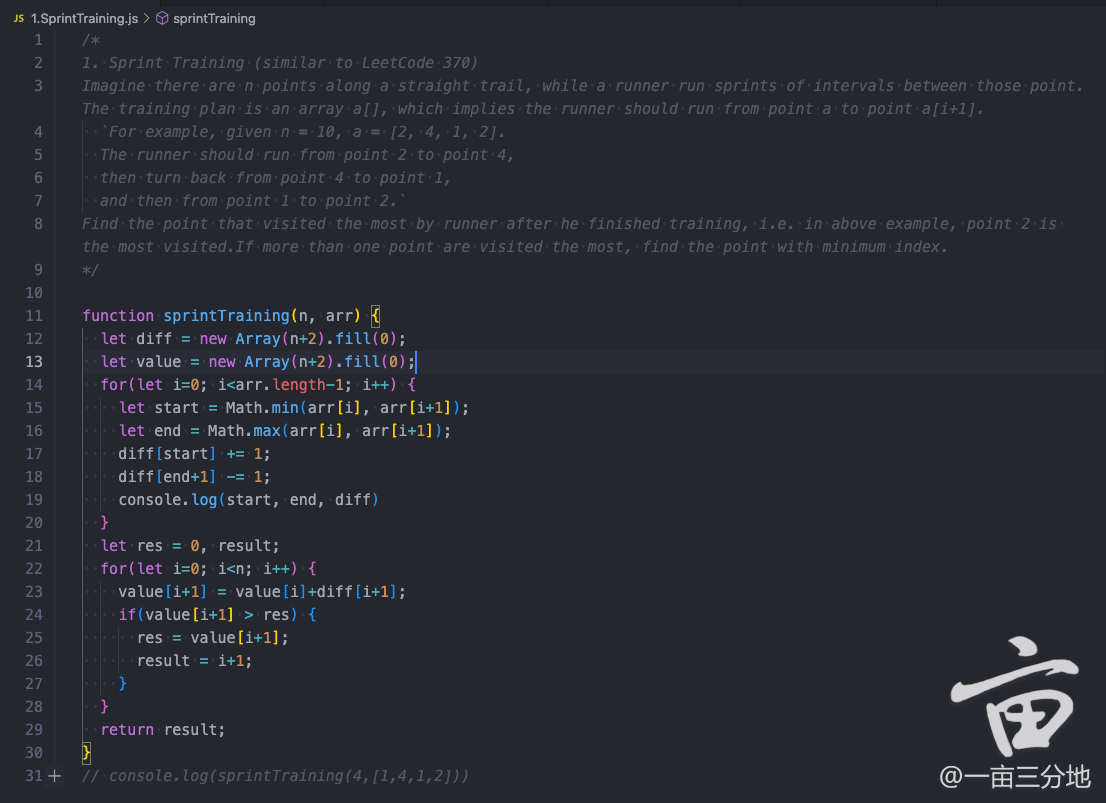 JS 1.SprintTraining.js > sprintTraining
1 /*
2 1. Sprint Training (similar to LeetCode 370)
3 Imagine there are n points along a straight trail, while a runner run sprints of intervals between those point.
The training plan is an array a[], which implies the runner should run from point a to point a[i+1].
4 `For example, given n = 10, a = [2, 4, 1, 2].
5 The runner should run from point 2 to point 4,
6 then turn back from point 4 to point 1,
7 and then from point 1 to point 2.`
8 Find the point that visited the most by runner after he finished training, i.e. in above example, point 2 is
the most visited.If more than one point are visited the most, find the point with minimum index.
9 */
10
11 function sprintTraining(n, arr) {
12 let diff = new Array(n+2).fill(0);
13 let value = new Array(n+2).fill(0);
14 for(let i=0; i<arr.length-1; i++) {
15 let start = Math.min(arr[i], arr[i+1]);
16 let end = Math.max(arr[i], arr[i+1]);
17 diff[start] += 1;
18 diff[end+1] -= 1;
19 console.log(start, end, diff)
20 }
21 let res = 0, result;
22 for(let i=0; i<n; i++) {
23 value[i+1] = value[i]+diff[i+1];
24 if(value[i+1] > res) {
25 res = value[i+1];
26 result = i+1;
27 }
28 }
29 return result;
30 }
31 + // console.log(sprintTraining(4,[1,4,1,2]))
亩
@一亩三分地